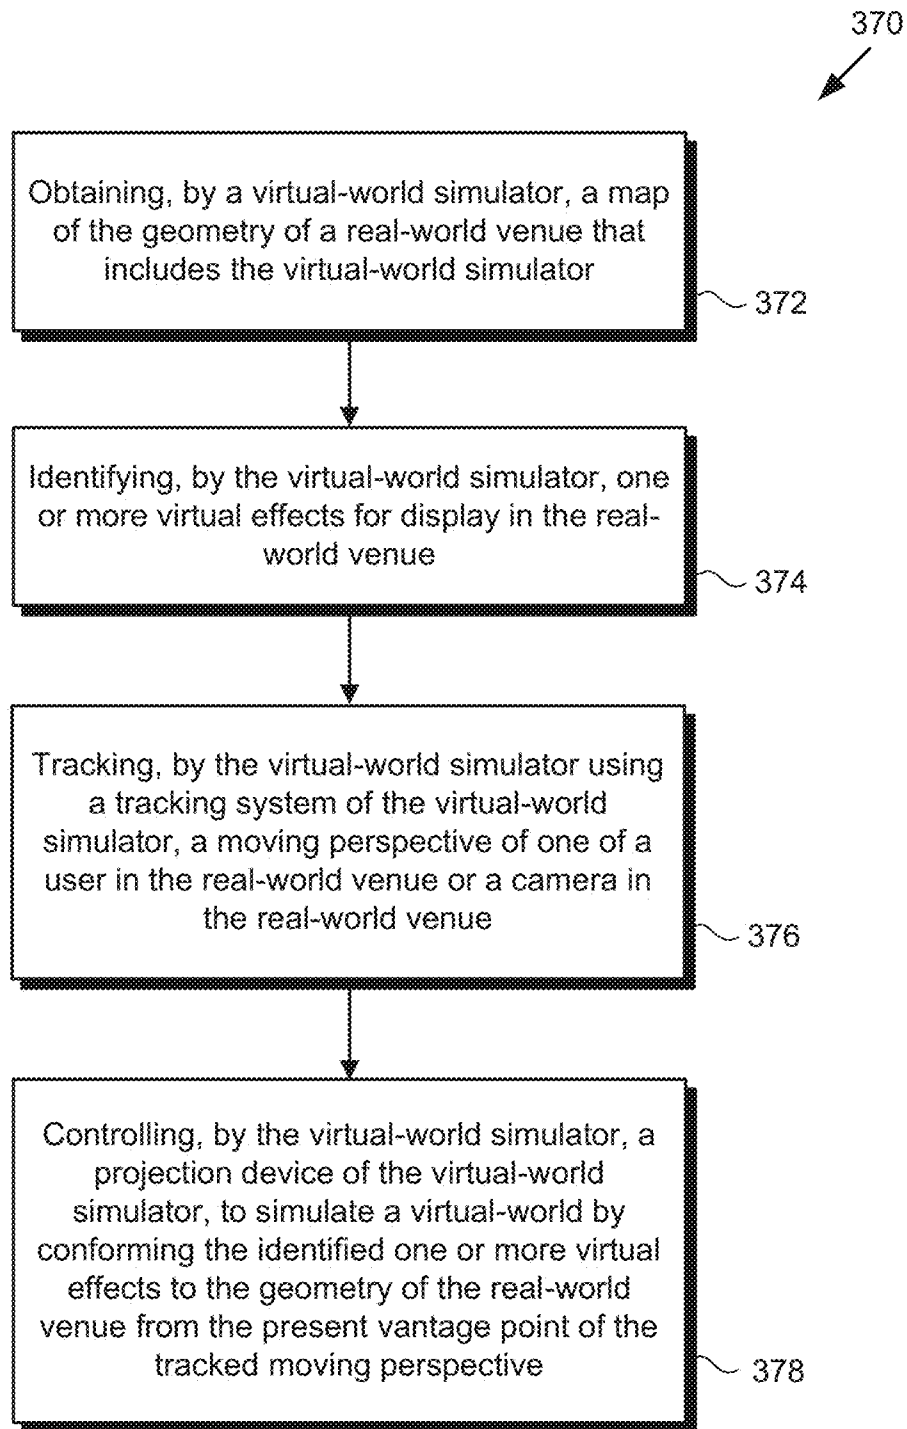 370
Obtaining, by a virtual-world simulator, a map
of the geometry of a real-world venue that
includes the virtual-world simulator
372
Identifying, by the virtual-world simulator, one
or more virtual effects for display in the real-
world venue
374
Tracking, by the virtual-world simulator using
a tracking system of the virtual-world
simulator, a moving perspective of one of a
user in the real-world venue or a camera in
the real-world venue
376
Controlling, by the virtual-world simulator, a
projection device of the virtual-world
simulator, to simulate a virtual-world by
conforming the identified one or more virtual
effects to the geometry of the real-world
venue from the present vantage point of the
tracked moving perspective
378